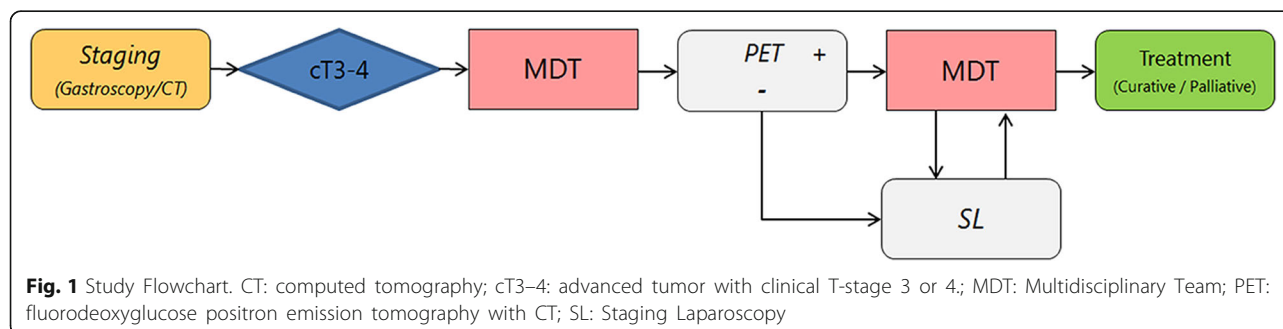 Staging
(Gastroscopy/CT)
cT3-4
MDT
PET +
-
MDT
Treatment
(Curative / Palliative)
SL
Fig. 1 Study Flowchart. CT: computed tomography; cT3–4: advanced tumor with clinical T-stage 3 or 4.; MDT: Multidisciplinary Team; PET:
fluorodeoxyglucose positron emission tomography with CT; SL: Staging Laparoscopy